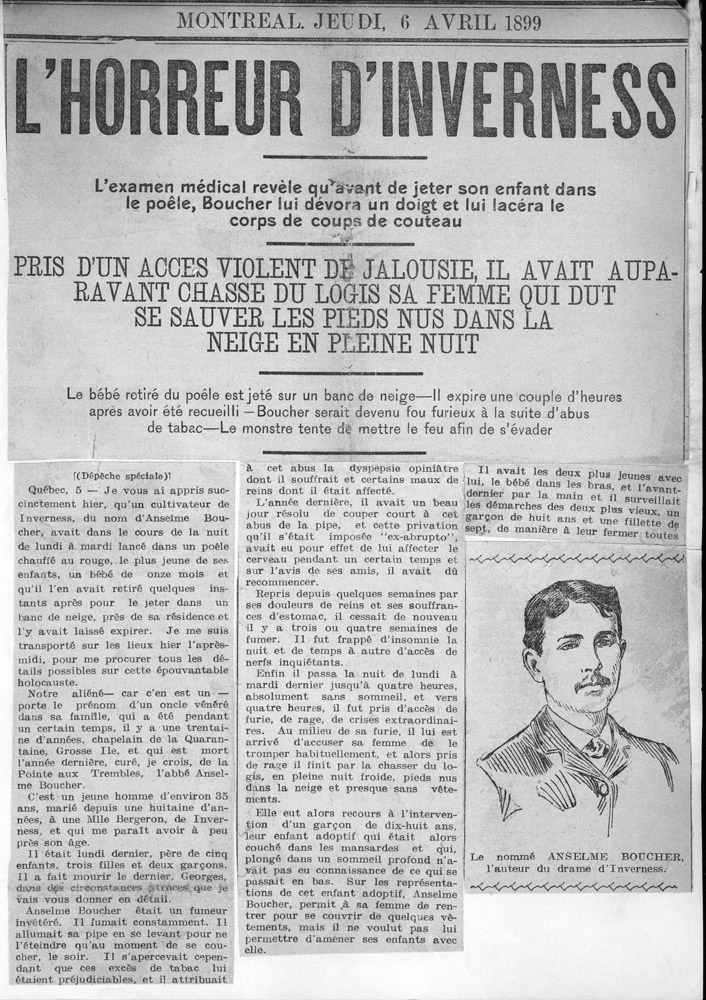 MONTREAL. JEUDI, 6 AVRIL 1899
L'HORREUR D'INVERNESS
L'examen médical revèle qu'avant de jeter son enfant dans
le poêle, Boucher lui dévora un doigt et lui lacéra le
corps de coups de couteau
PRIS D'UN ACCES VIOLENT DE JALOUSIE, IL AVAIT AUPA-
RAVANT CHASSE DU LOGIS SA FEMME QUI DUT
SE SAUVER LES PIEDS NUS DANS LA
NEIGE EN PLEINE NUIT
Le bébé retiré du poêle est jeté sur un banc de neige—Il expire une couple d'heures
après avoir été recueilli—Boucher serait devenu fou furieux à la suite d'abus
de tabac—Le monstre tente de mettre le feu afin de s'évader
(Dépêche spéciale)
Québec, 5 — Je vous ai appris suc-
cinctement hier, qu'un cultivateur de
Inverness, du nom d'Anselme Bou-
cher, avait dans le cours de la nuit
de lundi à mardi lancé dans un poêle
chauffé au rouge, le plus jeune de ses
enfants, un bébé de onze mois et
qu'il l'en avait retiré quelques ins-
tants après pour le jeter dans un
banc de neige, près de sa résidence et
l'y avait laissé expirer. Je me suis
transporté sur les lieux hier l'après-
midi, pour me procurer tous les dé-
tails possibles sur cette épouvantable
holocauste.
Notre aliéné— car c'en est un —
porte le prénom d'un oncle vénéré
dans sa famille, qui a été pendant
un certain temps, il y a une trentai-
ne d'années, chapelain de la Quaran-
taine, Grosse Ile, et qui est mort
l'année dernière, curé, je crois, de la
Pointe aux Trembles, l'abbé Ansel-
me Boucher.
C'est un jeune homme d'environ 35
ans, marié depuis une huitaine d'an-
nées, à une Mlle Bergeron, de Inver-
ness, et qui me paraît avoir à peu
près son âge.
Il était lundi dernier, père de cinq
enfants, trois filles et deux garçons.
Il a fait mourir le dernier, Georges,
dans des circonstances atroces que je
vais vous donner en détail.
Anselme Boucher était un fumeur
invétéré. Il fumait constamment. Il
allumait sa pipe en se levant pour ne
l'éteindre qu'au moment de se cou-
cher, le soir. Il s'apercevait cepen-
dant que ces excès de tabac lui
étaient préjudiciables, et il attribuait
à cet abus la dyspepsie opiniâtre
dont il souffrait et certains maux de
reins dont il était affecté.
L'année dernière, il avait un beau
jour résolu de couper court à cet
abus de la pipe, et cette privation
qu'il s'était imposée "ex-abrupto",
avait eu pour effet de lui affecter le
cerveau pendant un certain temps et
sur l'avis de ses amis, il avait dû
recommencer.
Repris depuis quelques semaines par
ses douleurs de reins et ses souffran-
ces d'estomac, il cessait de nouveau
il y a trois ou quatre semaines de
fumer. Il fut frappé d'insomnie la
nuit et de temps à autre d'accès de
nerfs inquiétants.
Enfin il passa la nuit de lundi à
mardi dernier jusqu'à quatre heures,
absolument sans sommeil, et vers
quatre heures, il fut pris d'accès de
furie, de rage, de crises extraordinai-
res. Au milieu de sa furie, il lui est
arrivé d'accuser sa femme de le
tromper habituellement, et alors pris
de rage il finit par la chasser du lo-
gis, en pleine nuit froide, pieds nus
dans la neige et presque sans vête-
ments.
Elle eut alors recours à l'interven-
tion d'un garçon de dix-huit ans,
leur enfant adoptif qui était alors
couché dans les mansardes et qui,
plongé dans un sommeil profond n'a-
vait pas eu connaissance de ce qui se
passait en bas. Sur les représenta-
tions de cet enfant adoptif, Anselme
Boucher, permit à sa femme de ren-
trer pour se couvrir de quelques vê-
tements, mais il ne voulut pas lui
permettre d'amèner ses enfants avec
elle.
Il avait les deux plus jeunes avec
lui, le bébé dans les bras, et l'avant-
dernier par la main et il surveillait
les démarches des deux plus vieux, un
garçon de huit ans et une fillette de
sept, de manière à leur fermer toutes
Le nommé ANSELME BOUCHER,
l'auteur du drame d'Inverness.